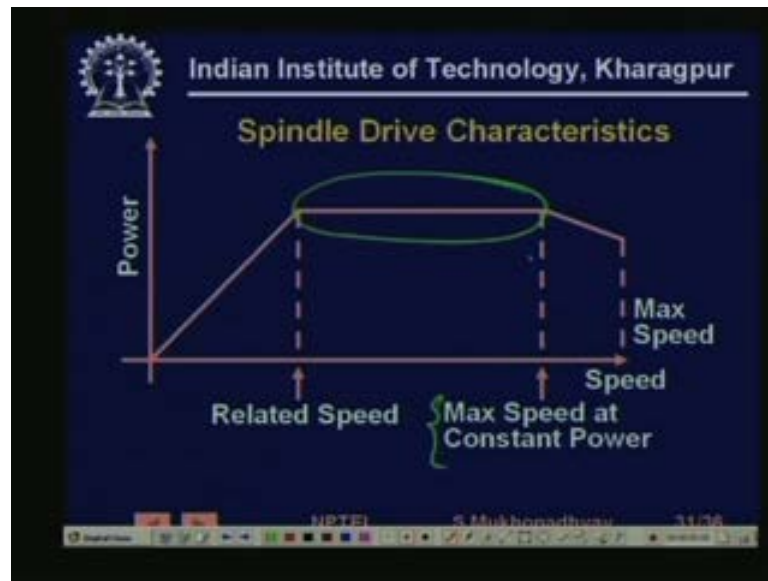 Indian Institute of Technology, Kharagpur
Spindle Drive Characteristics
Power
Max
Speed
Speed
Related Speed
Max Speed at
Constant Power
NPTEL S.Mukhopadhyay 31/36